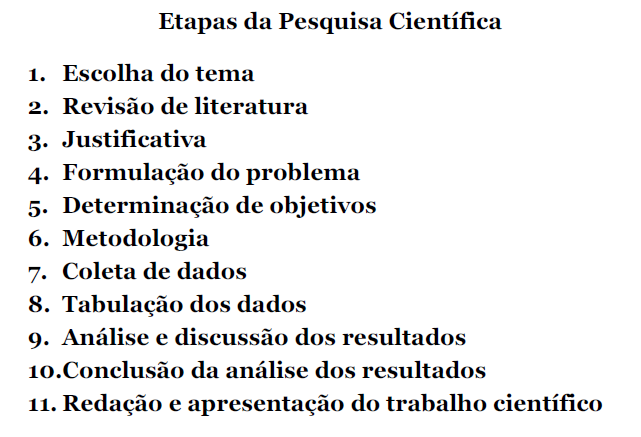 Etapas da Pesquisa Científica
1. Escolha do tema
2. Revisão de literatura
3. Justificativa
4. Formulação do problema
5. Determinação de objetivos
6. Metodologia
7. Coleta de dados
8. Tabulação dos dados
9. Análise e discussão dos resultados
10.Conclusão da análise dos resultados
11. Redação e apresentação do trabalho científico